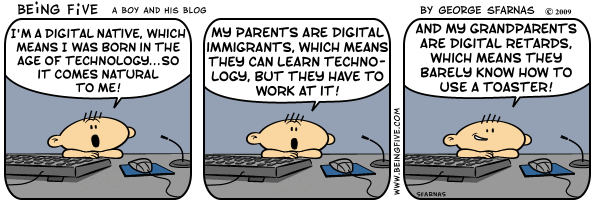 BEING FIVE A BOY AND HIS BLOG BY GEORGE SFARNAS © 2009
I'M A DIGITAL NATIVE, WHICH
MEANS I WAS BORN IN THE
AGE OF TECHNOLOGY...SO
IT COMES NATURAL
TO ME!
MY PARENTS ARE DIGITAL
IMMIGRANTS, WHICH MEANS
THEY CAN LEARN TECHNO-
LOGY, BUT THEY HAVE TO
WORK AT IT!
WWW.BEINGFIVE.COM
AND MY GRANDPARENTS
ARE DIGITAL RETARDS,
WHICH MEANS THEY
BARELY KNOW HOW TO
USE A TOASTER!
SFARNAS